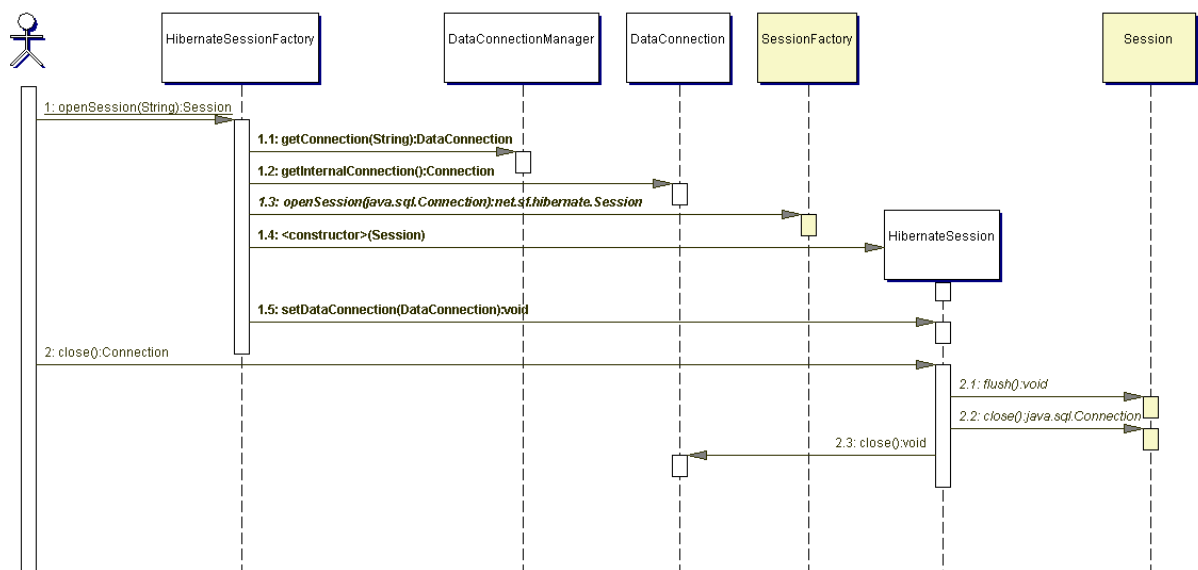 HibernateSessionFactory
DataConnectionManager
DataConnection
SessionFactory
Session
1: openSession(String):Session
1.1: getConnection(String):DataConnection
1.2: getInternalConnection():Connection
1.3: openSession(java.sql.Connection):net.sf.hibernate.Session
1.4: <constructor>(Session)
HibernateSession
1.5: setDataConnection(DataConnection):void
2: close():Connection
2.1: flush():void
2.2: close():java.sql.Connection
2.3: close():void